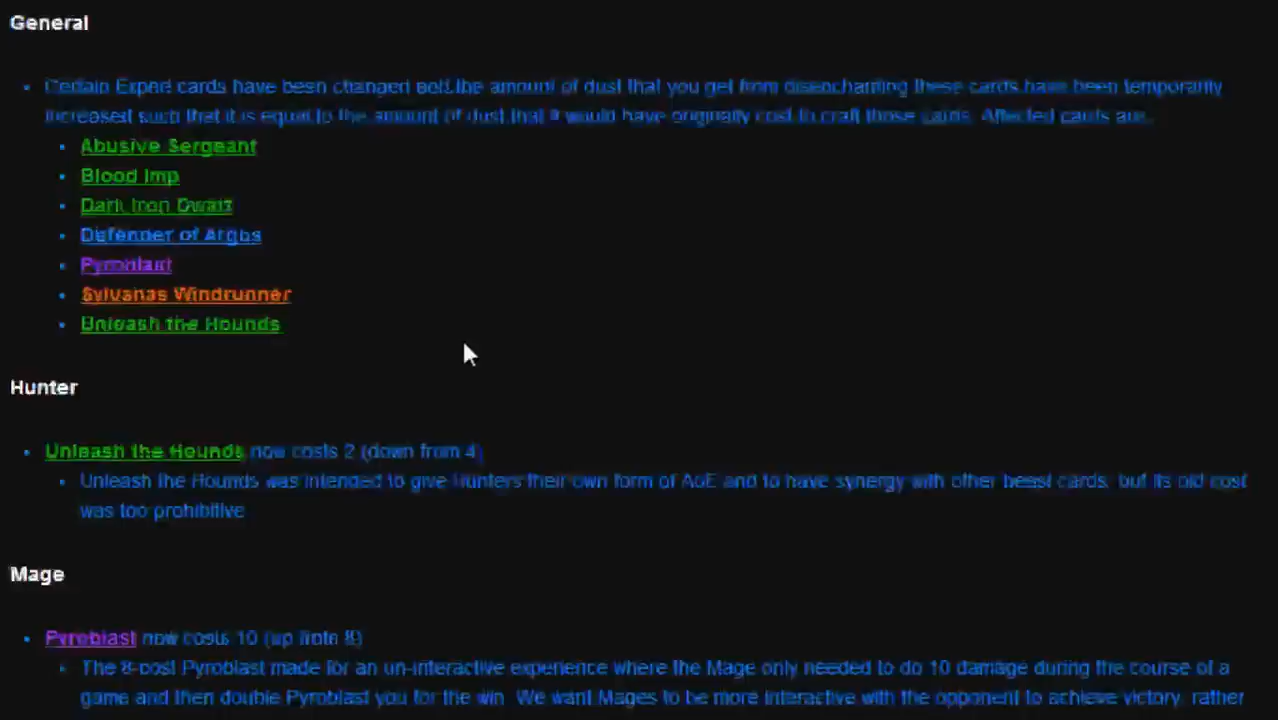 General
Certain Expert cards have been changed and the amount of dust that you get from disenchanting these cards have been temporarily
increased such that it is equal to the amount of dust that it would have originally cost to craft those cards. Affected cards are:
Abusive Sergeant
Blood Imp
Dark Iron Dwarf
Defender of Argus
Pyroblast
Sylvanas Windrunner
Unleash the Hounds
Hunter
Unleash the Hounds now costs 2 (down from 4)
Unleash the Hounds was intended to give Hunters their own form of AoE and to have synergy with other beast cards, but its old cost
was too prohibitive
Mage
Pyroblast now costs 10 (up from 8)
The 8-cost Pyroblast made for an un-interactive experience where the Mage only needed to do 10 damage during the course of a
game and then double Pyroblast you for the win. We want Mages to be more interactive with the opponent to achieve victory, rather